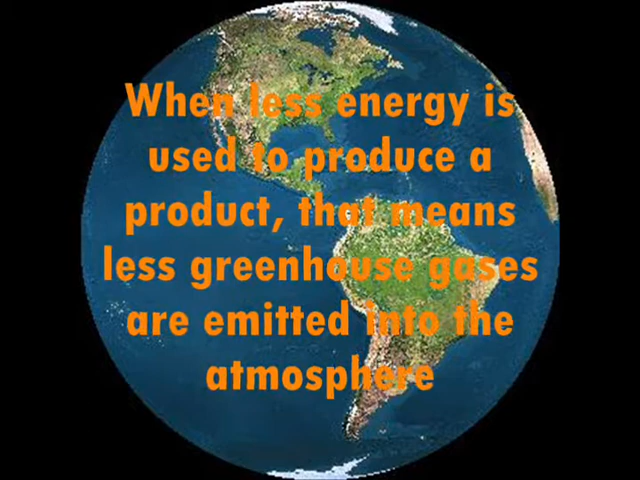 When less energy is
used to produce a
product, that means
less greenhouse gases
are emitted into the
atmosphere